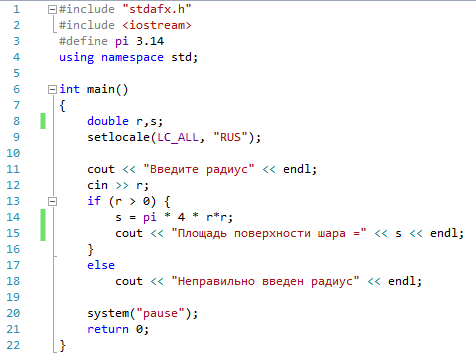 1 #include "stdafx.h"
2 #include <iostream>
3 #define pi 3.14
4 using namespace std;
5
6 int main()
7 {
8 double r,s;
9 setlocale(LC_ALL, "RUS");
10
11 cout << "Введите радиус" << endl;
12 cin >> r;
13 if (r > 0) {
14 s = pi * 4 * r*r;
15 cout << "Площадь поверхности шара =" << s << endl;
16 }
17 else
18 cout << "Неправильно введен радиус" << endl;
19
20 system("pause");
21 return 0;
22 }